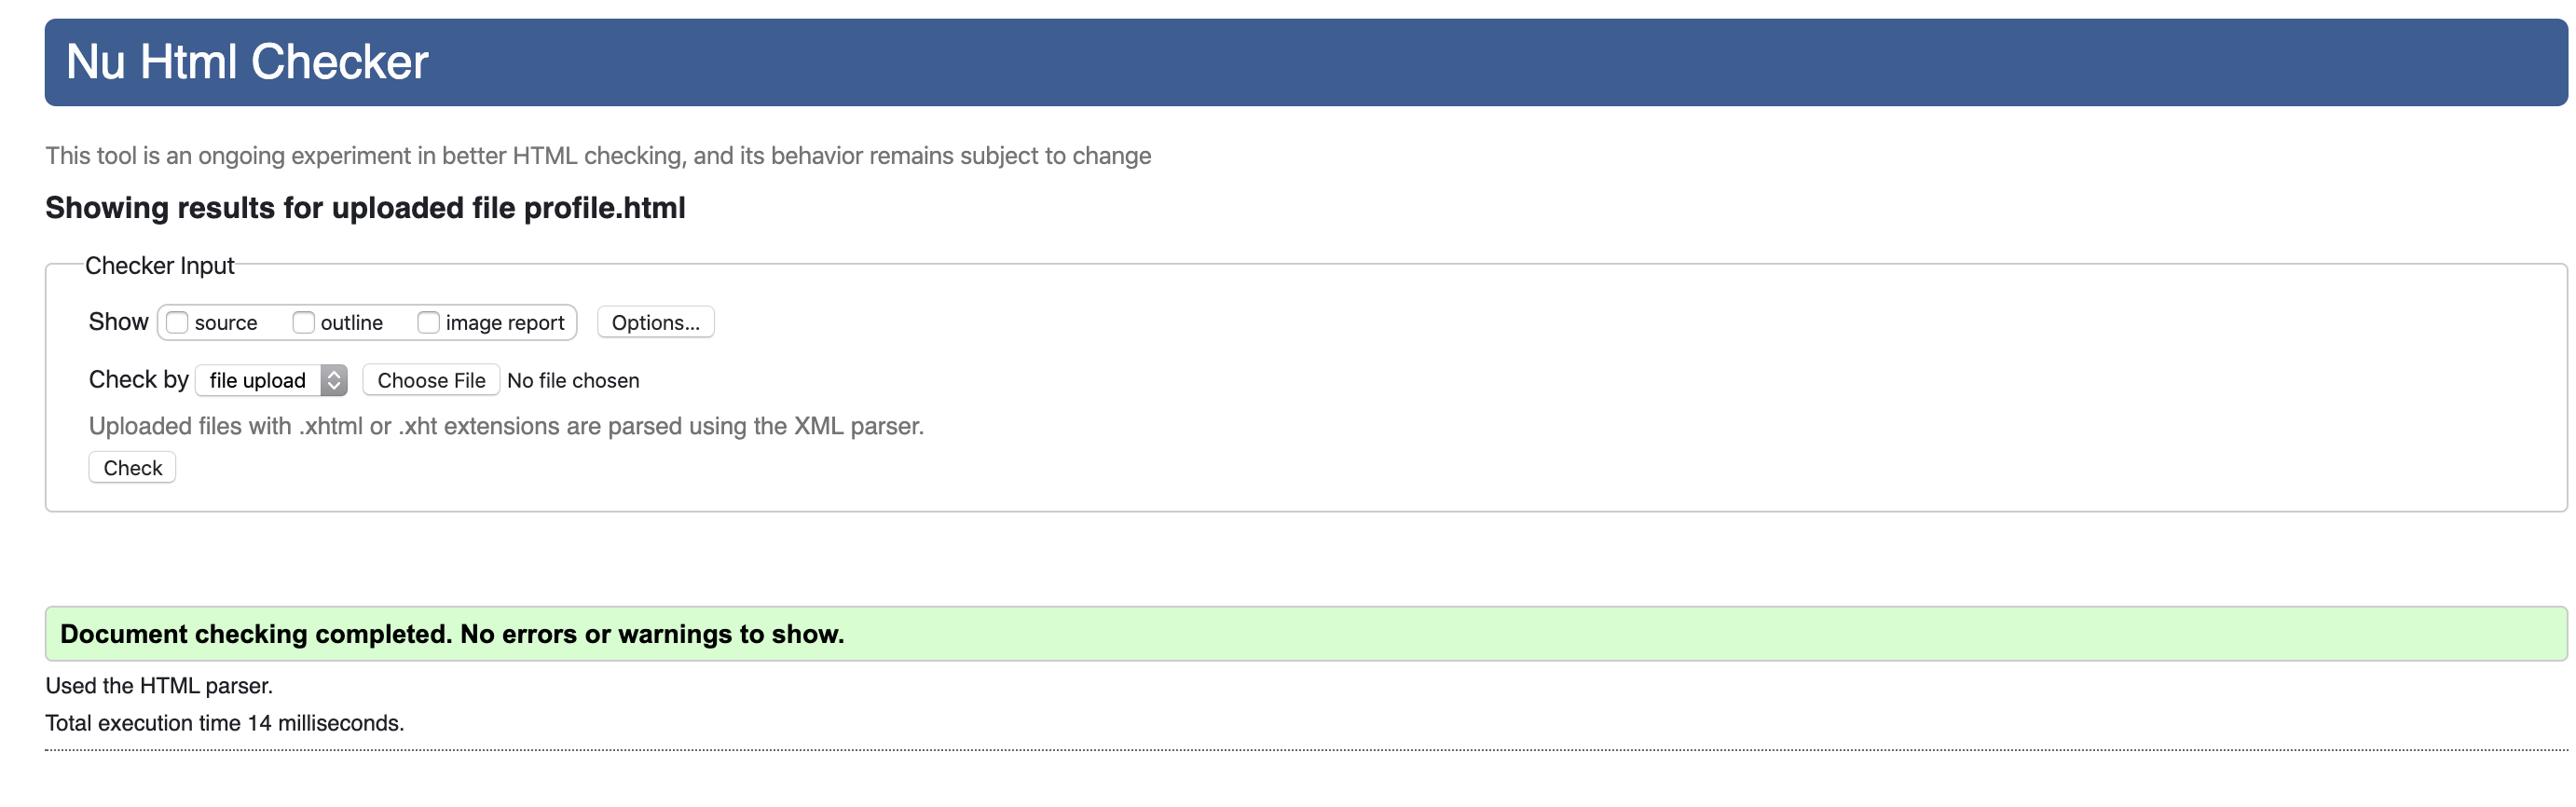 Nu Html Checker
This tool is an ongoing experiment in better HTML checking, and its behavior remains subject to change
Showing results for uploaded file profile.html
Checker Input
Show source outline image report Options...
Check by file upload Choose File No file chosen
Uploaded files with .xhtml or .xht extensions are parsed using the XML parser.
Check
Document checking completed. No errors or warnings to show.
Used the HTML parser.
Total execution time 14 milliseconds.